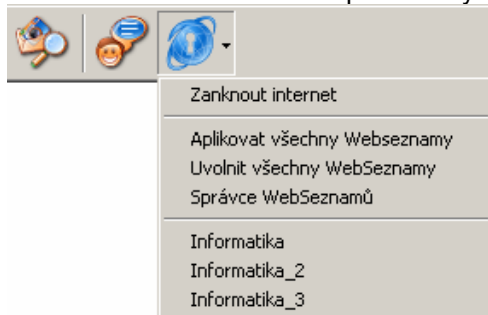 Zanknout internet
Aplikovat všechny Webseznamy
Uvolnit všechny WebSeznamy
Správce WebSeznamů
Informatika
Informatika_2
Informatika_3